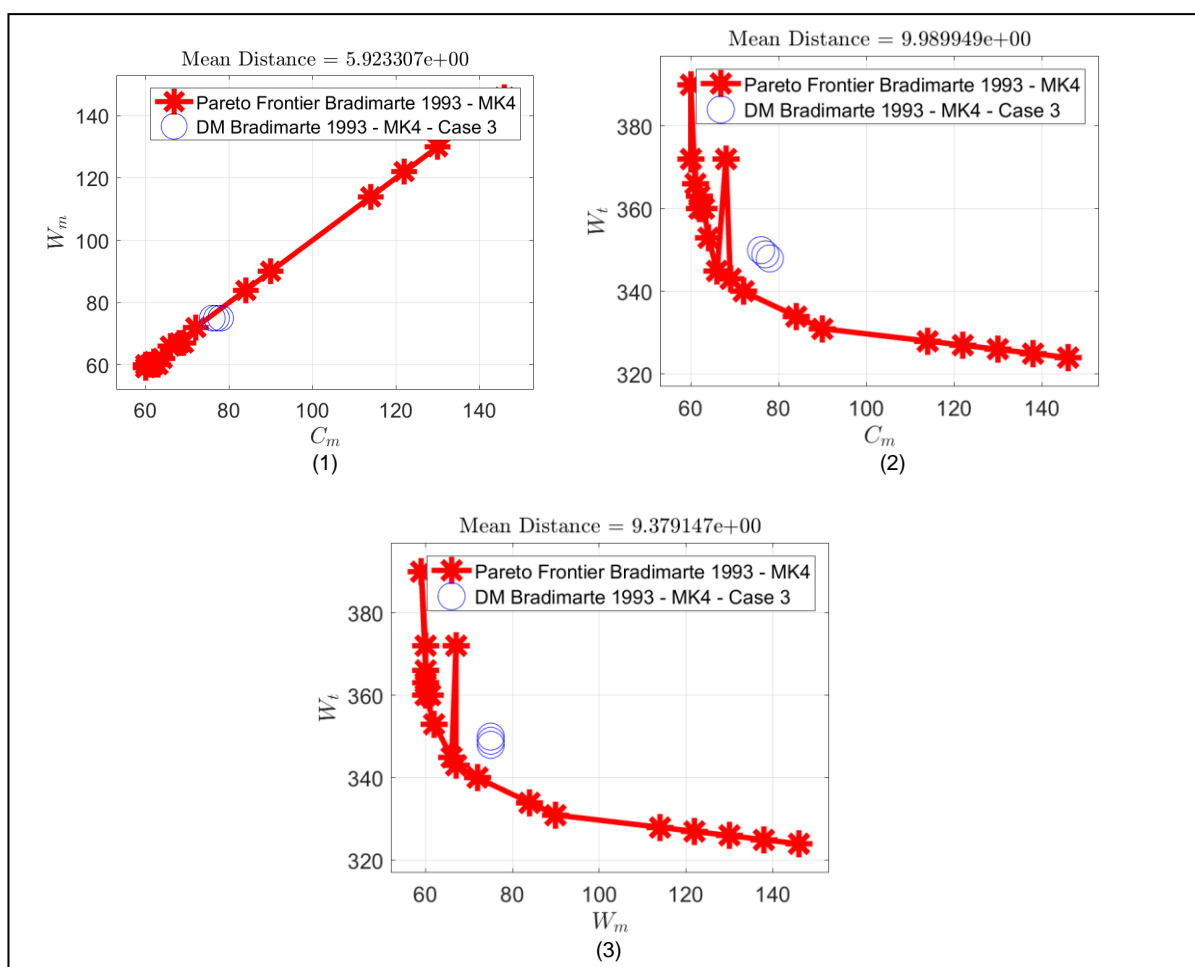 Mean Distance = 5.923307e+00
Pareto Frontier Bradimarte 1993 - MK4
DM Bradimarte 1993 - MK4 - Case 3
140
120
100
80
60
W_m
60 80 100 120 140
C_m
(1)
Mean Distance = 9.989949e+00
Pareto Frontier Bradimarte 1993 - MK4
DM Bradimarte 1993 - MK4 - Case 3
380
360
340
320
W_t
60 80 100 120 140
C_m
(2)
Mean Distance = 9.379147e+00
Pareto Frontier Bradimarte 1993 - MK4
DM Bradimarte 1993 - MK4 - Case 3
380
360
340
320
W_t
60 80 100 120 140
W_m
(3)